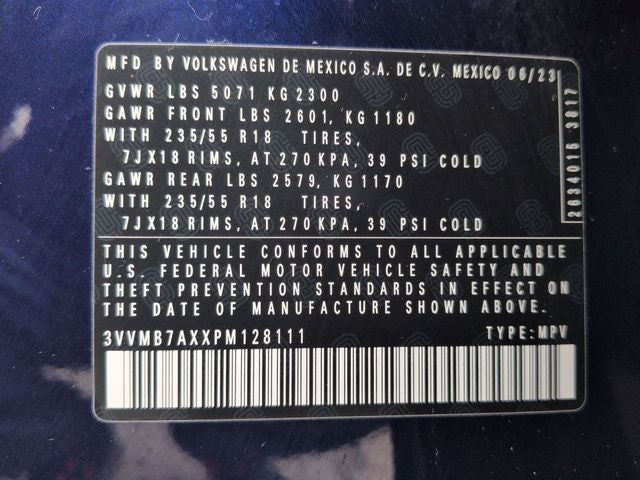 MFD BY VOLKSWAGEN DE MEXICO S.A. DE C.V. MEXICO 06/23
GVWR LBS 5071 KG 2300
GAWR FRONT LBS 2601, KG 1180
WITH 235/55 R18 TIRES,
7JX18 RIMS, AT 270 KPA, 39 PSI COLD
GAWR REAR LBS 2579, KG 1170
WITH 235/55 R18 TIRES,
7JX18 RIMS, AT 270 KPA, 39 PSI COLD
2634016 3817
THIS VEHICLE CONFORMS TO ALL APPLICABLE
U.S. FEDERAL MOTOR VEHICLE SAFETY AND
THEFT PREVENTION STANDARDS IN EFFECT ON
THE DATE OF MANUFACTURE SHOWN ABOVE.
3VVMB7AXXPM128111 TYPE: MPV